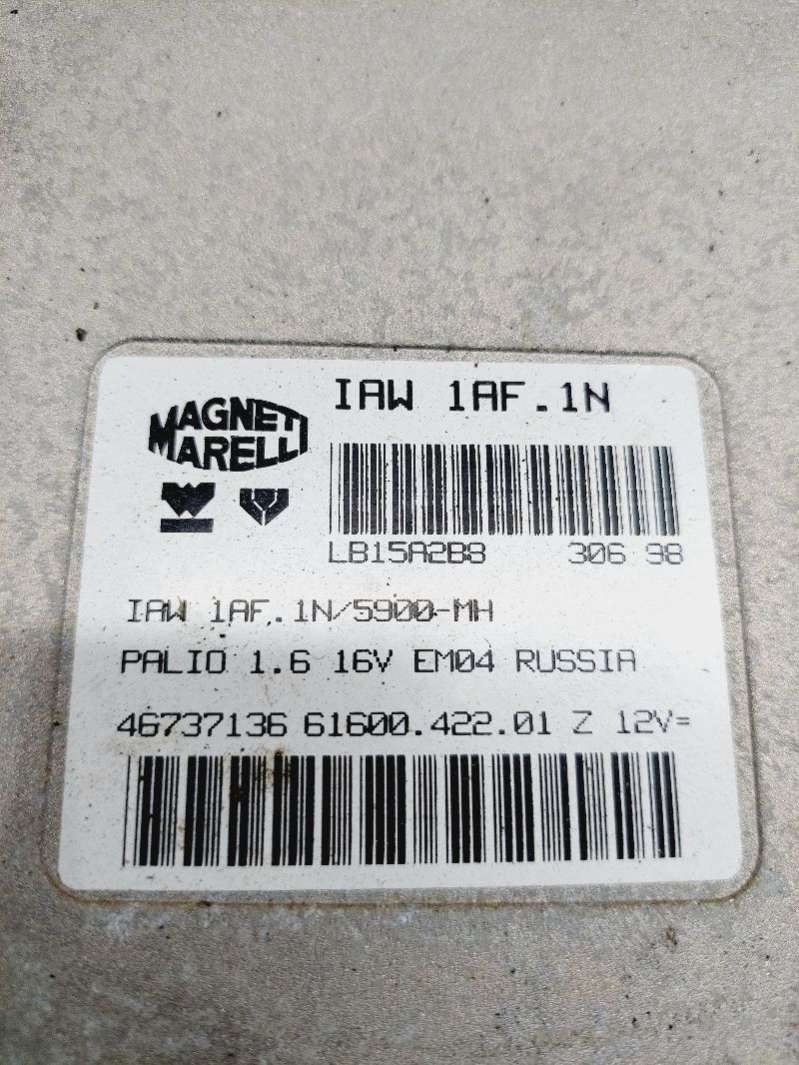 MAGNETI
MARELLI
IAW 1AF.1N
LB15A2B8 306 98
IAW 1AF.1N/5900-MH
PALIO 1.6 16V EM04 RUSSIA
46737136 61600.422.01 Z 12V=